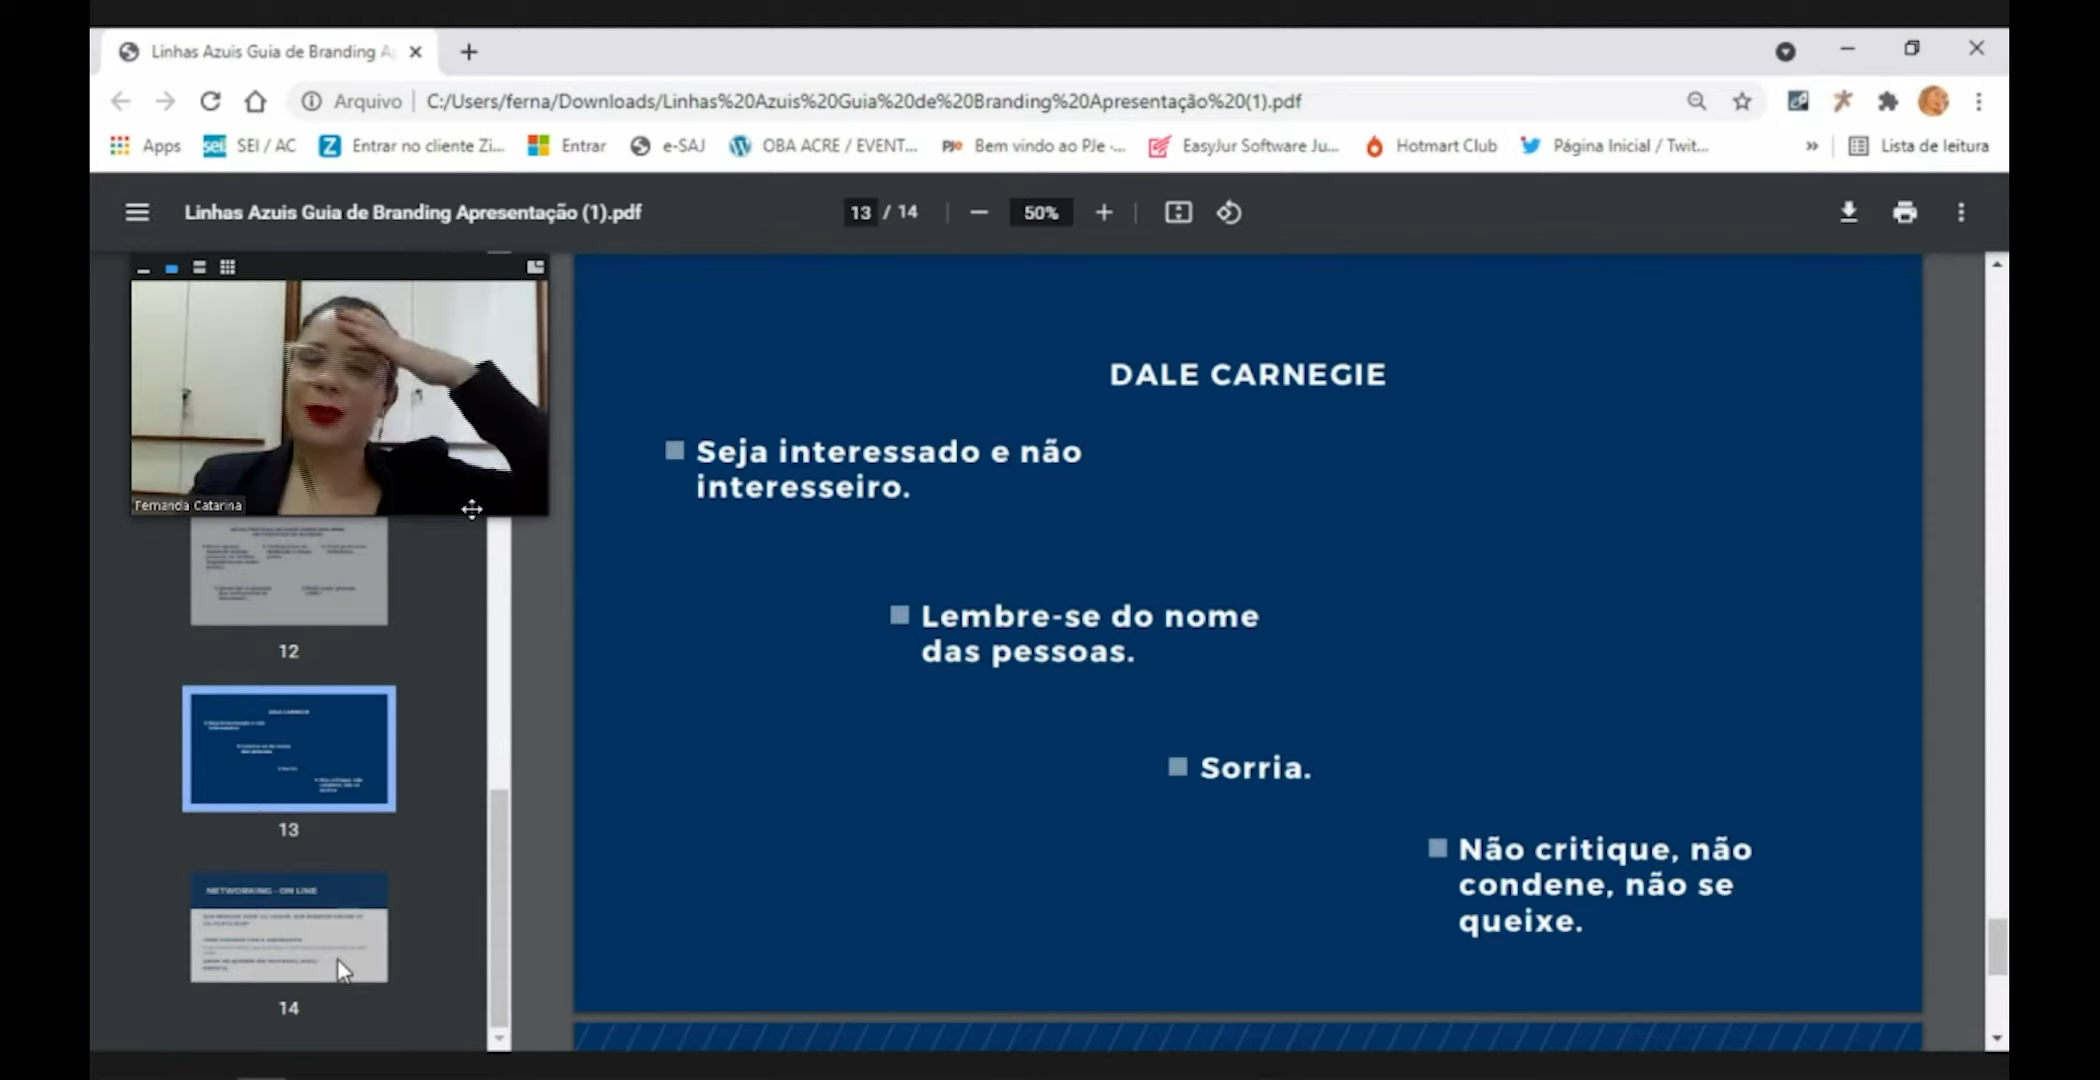 Linhas Azuis Guia de Branding A
Arquivo
C:/Users/ferna/Downloads/Linhas%20Azuis%20Guia%20de%20Branding%20Apresentação%20(1).pdf
Apps
sei
SEI / AC
Z
Entrar no cliente Zi...
Entrar
e-SAJ
OBA ACRE / EVENT...
PJe
Bem vindo ao PJe -...
EasyJur Software Ju...
Hotmart Club
Página Inicial / Twit...
»
Lista de leitura
Linhas Azuis Guia de Branding Apresentação (1).pdf
13 / 14
50%
Fernanda Catarina
12
13
NETWORKING - ON LINE
14
DALE CARNEGIE
Seja interessado e não
interesseiro.
Lembre-se do nome
das pessoas.
Sorria.
Não critique, não
condene, não se
queixe.